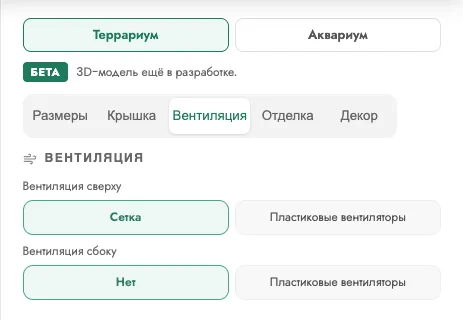 Террариум Аквариум
БЕТА 3D-модель ещё в разработке.
Размеры Крышка Вентиляция Отделка Декор
ВЕНТИЛЯЦИЯ
Вентиляция сверху
Сетка Пластиковые вентиляторы
Вентиляция сбоку
Нет Пластиковые вентиляторы